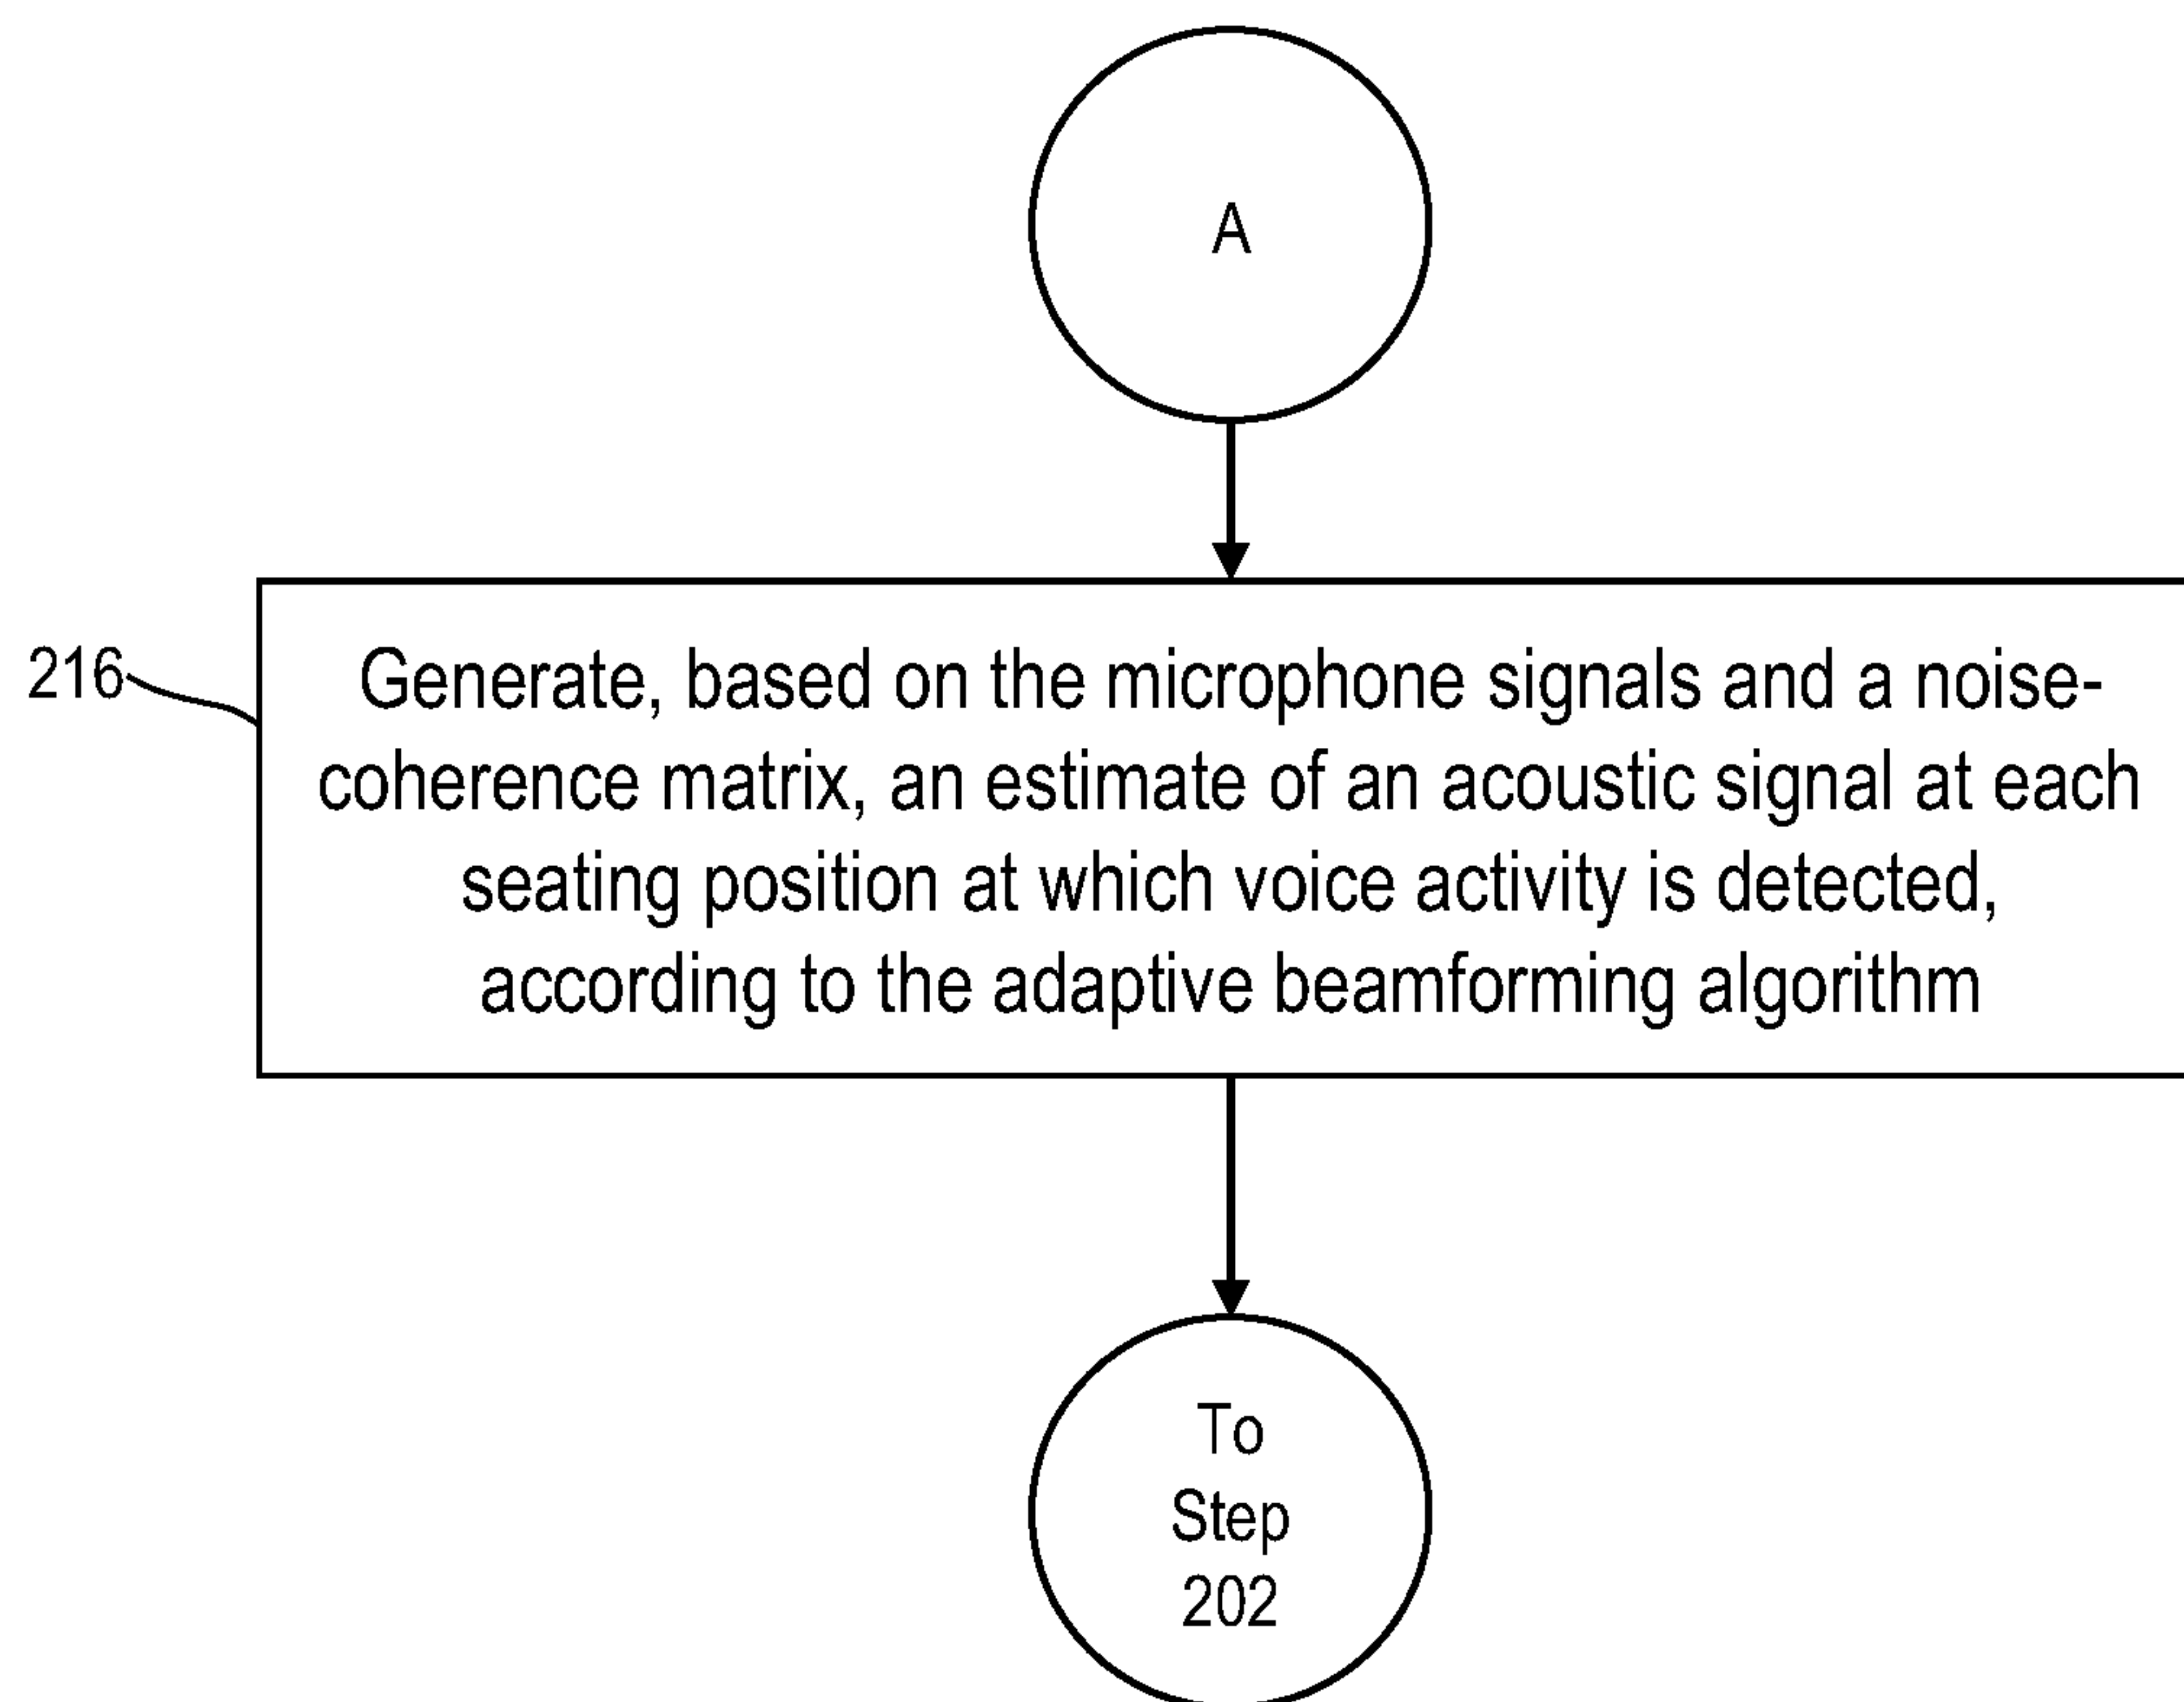 A
216
Generate, based on the microphone signals and a noise-
coherence matrix, an estimate of an acoustic signal at each
seating position at which voice activity is detected,
according to the adaptive beamforming algorithm
To
Step
202